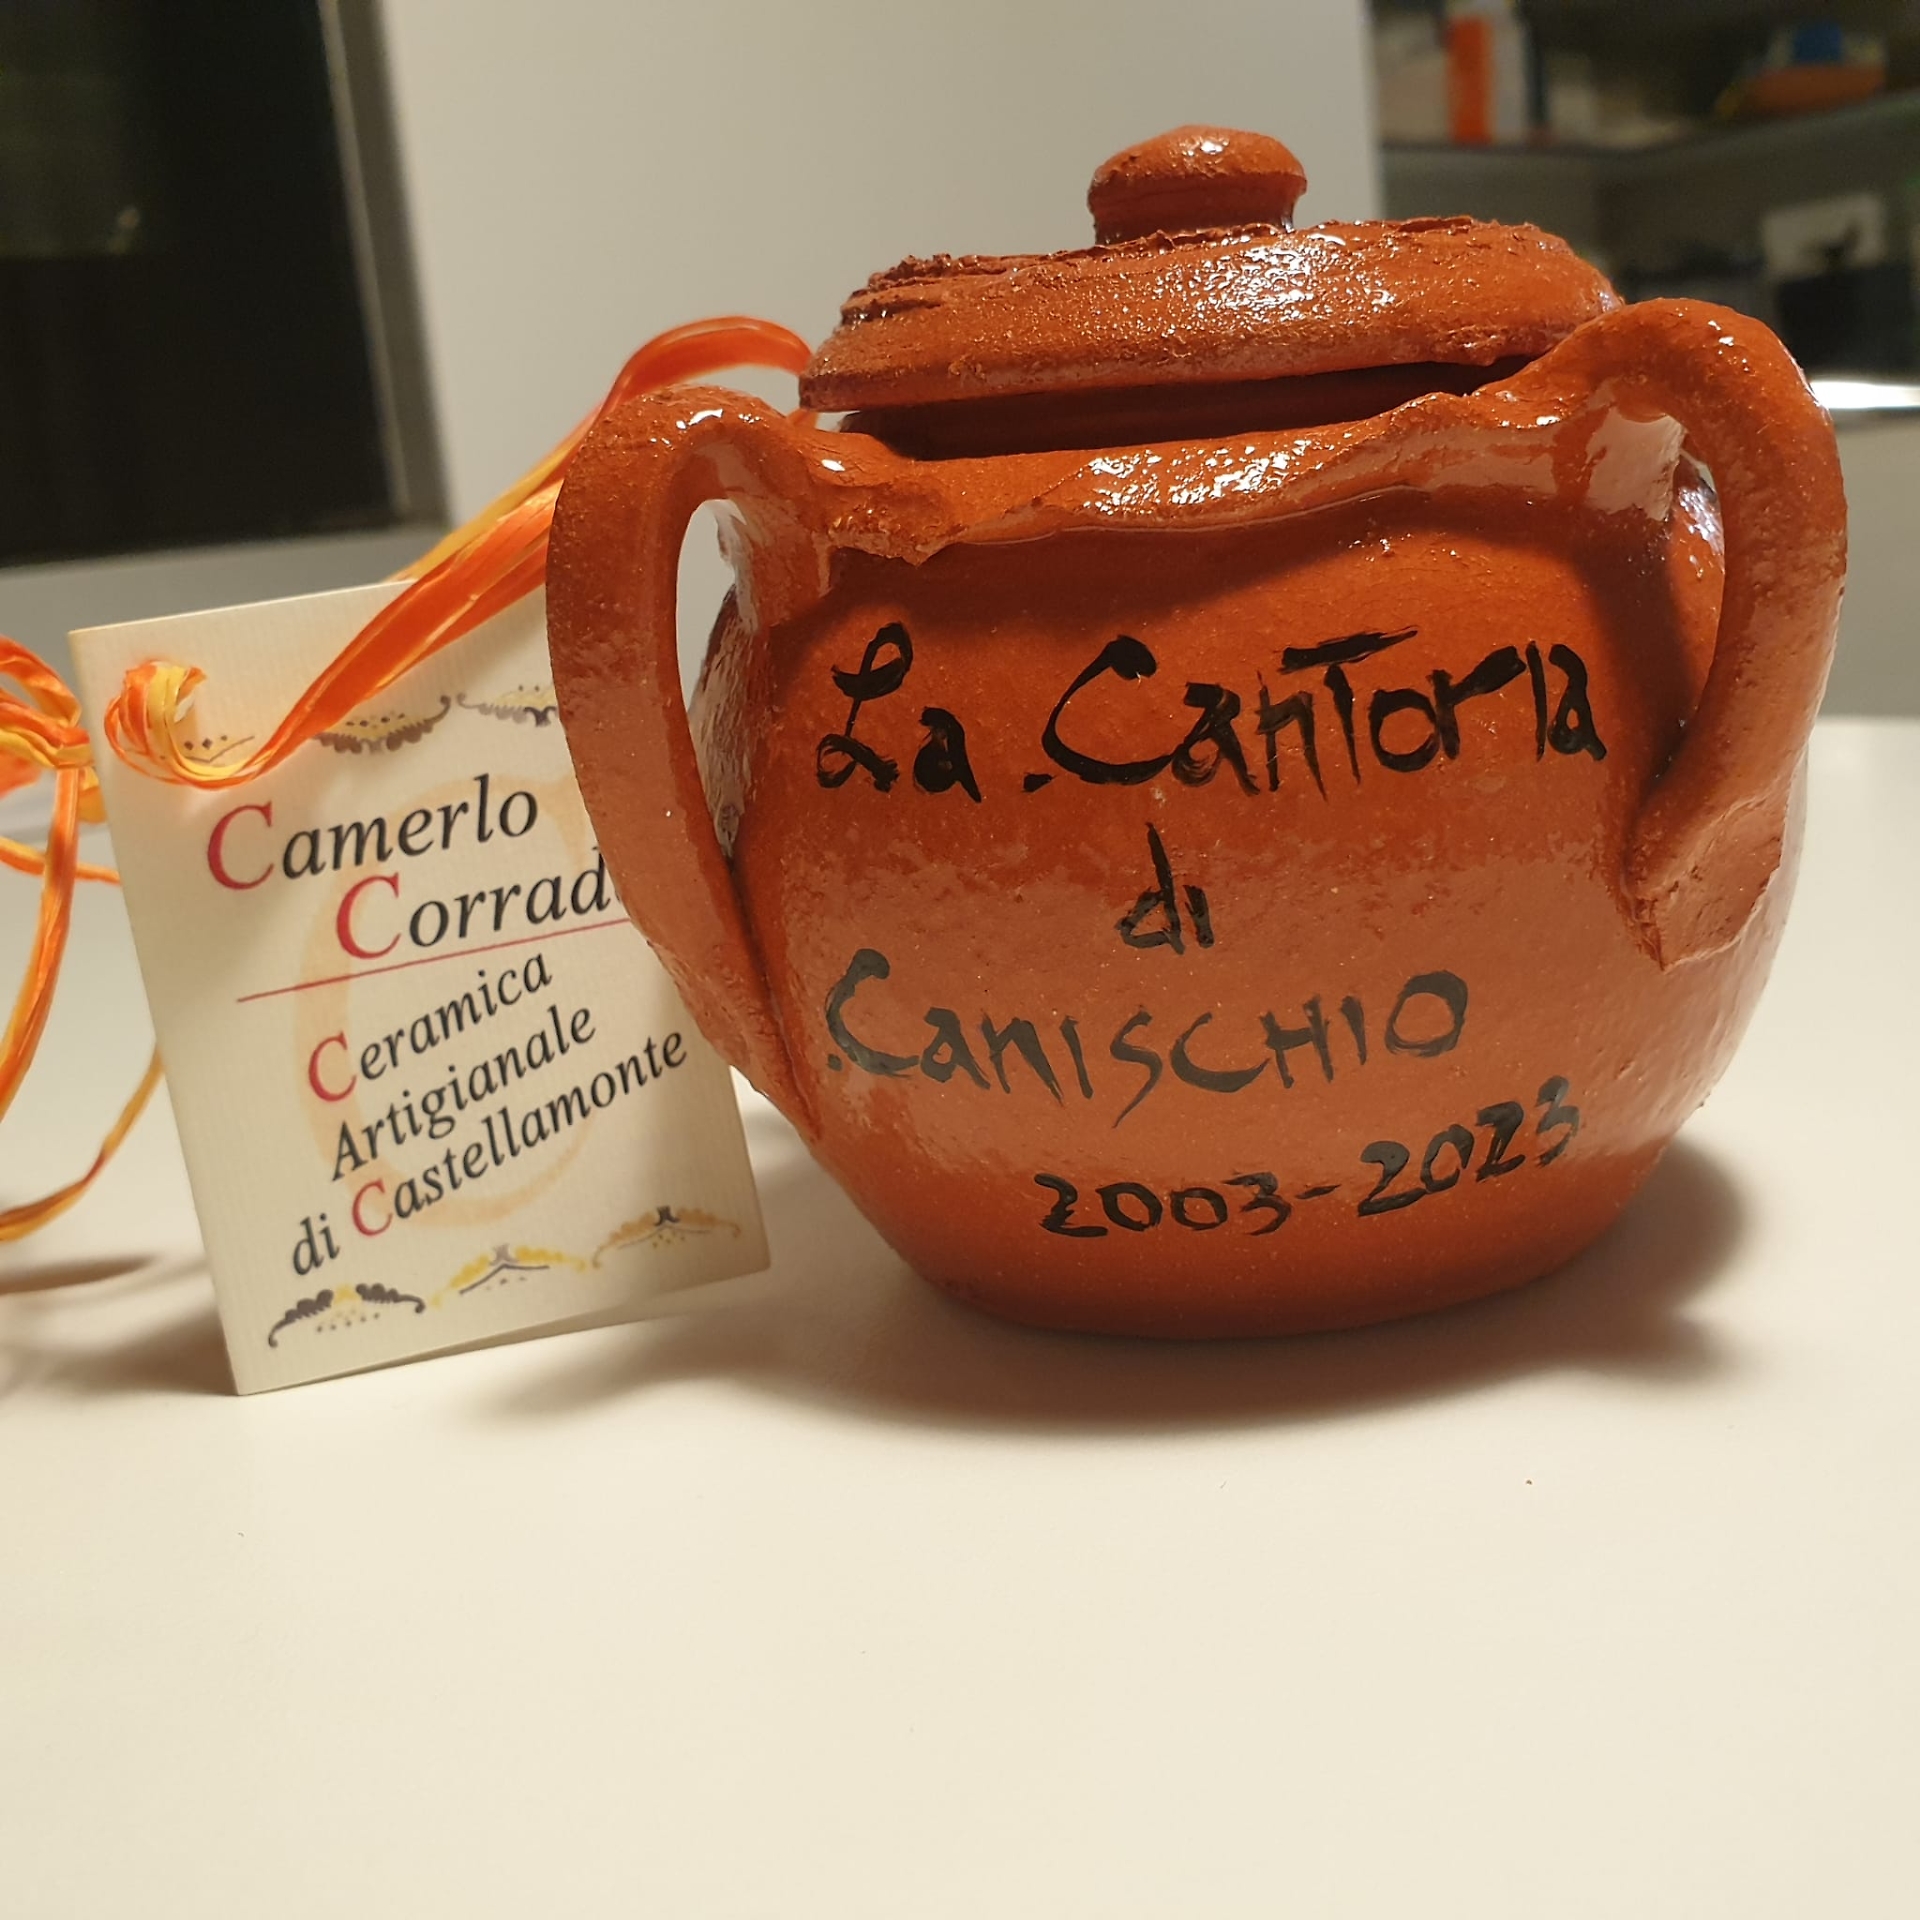 Camerlo
Corrad
Ceramica
Artigianale
di Castellamonte
La Cantoria
di
Canischio
2003-2023